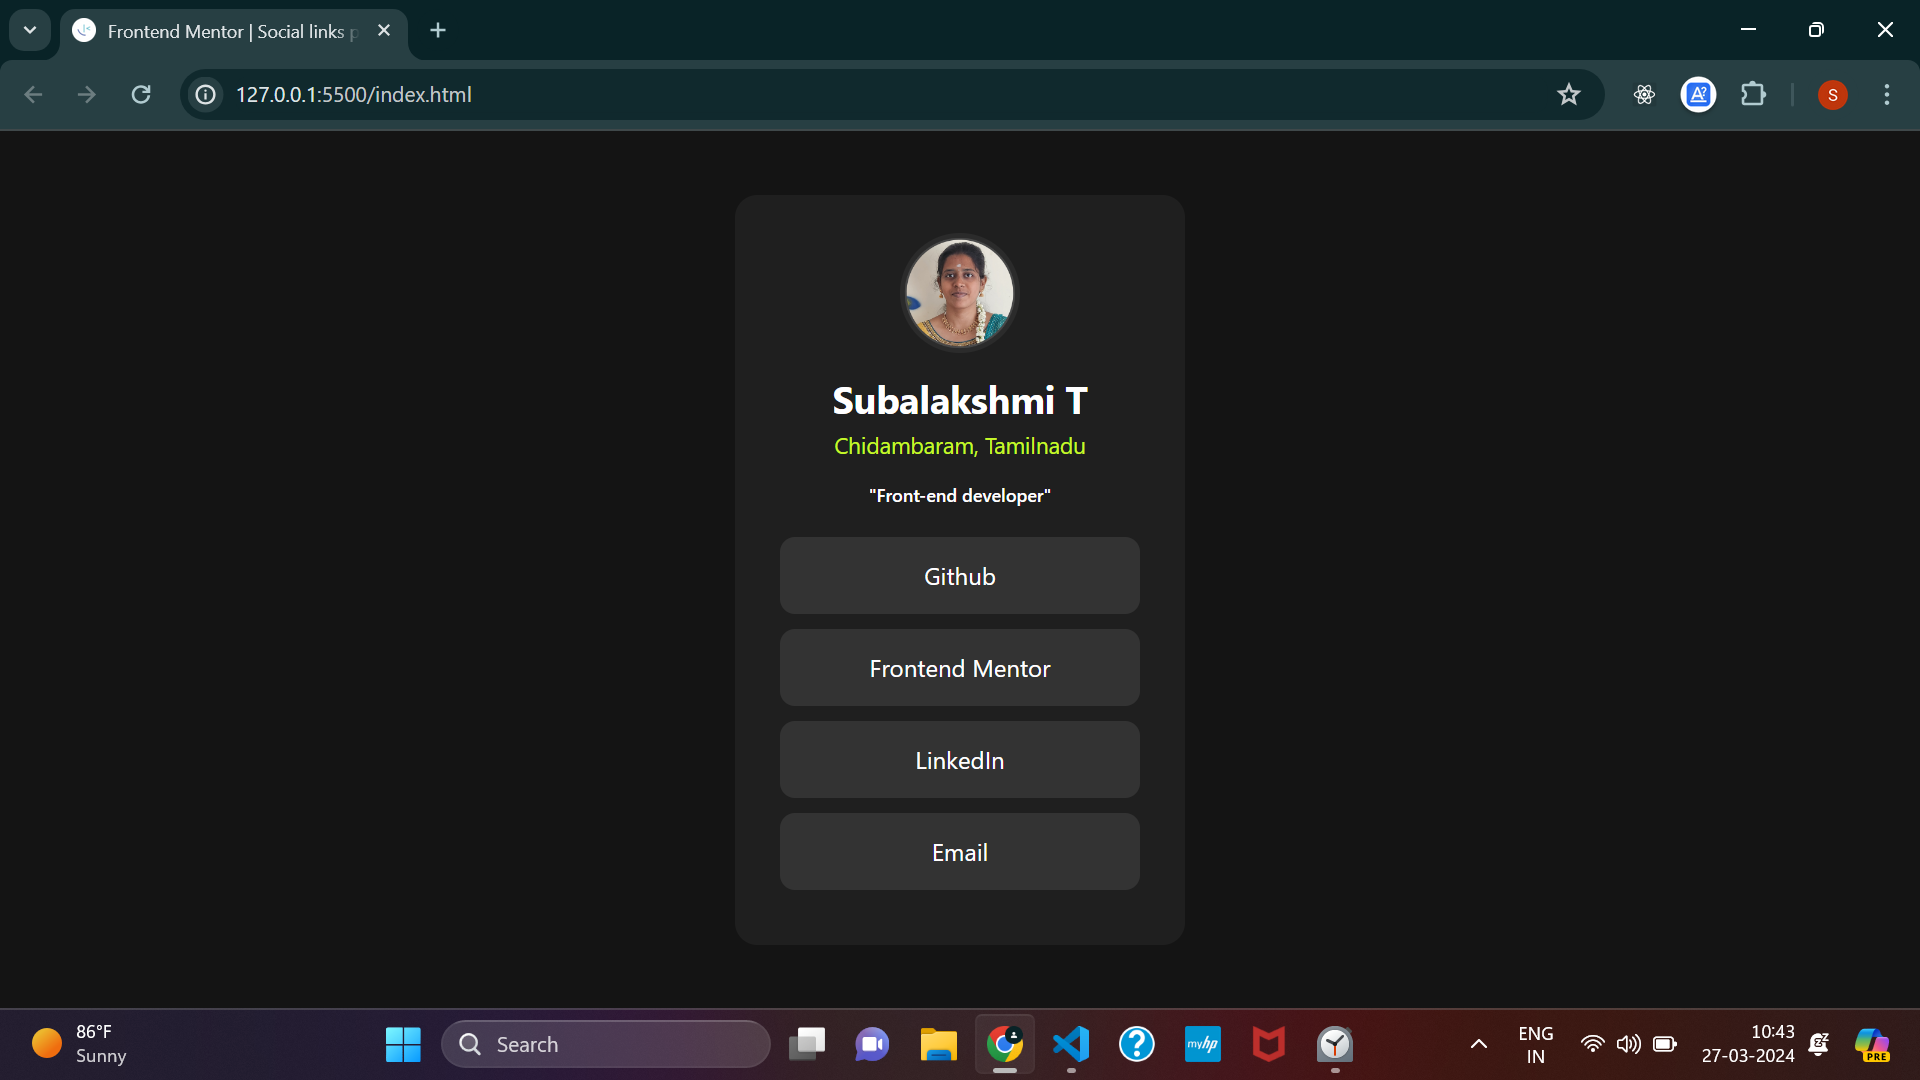 Frontend Mentor | Social links p
127.0.0.1:5500/index.html
A?
S
Subalakshmi T
Chidambaram, Tamilnadu
"Front-end developer"
Github
Frontend Mentor
LinkedIn
Email
86°F
Sunny
Search
?
myhp
ENG
IN
10:43
27-03-2024
PRE